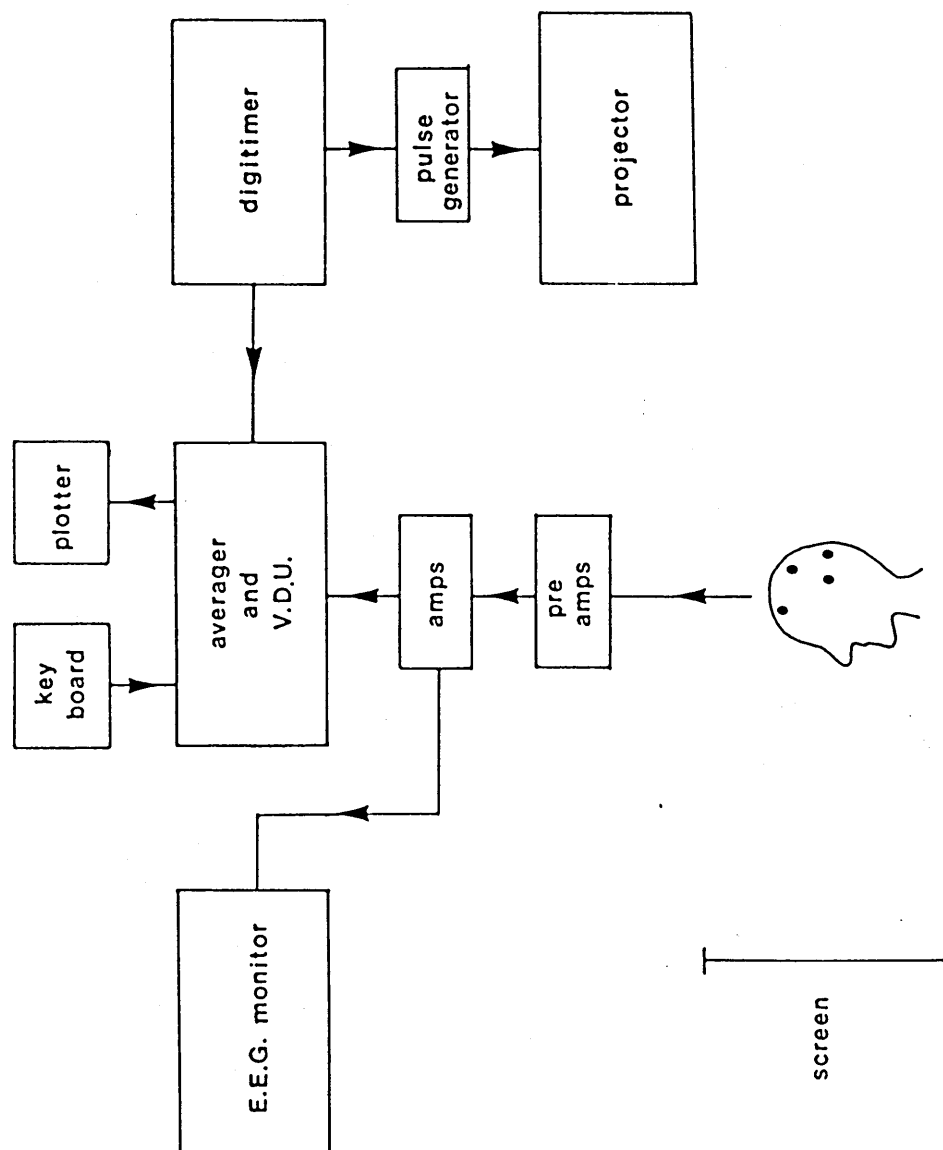 digitimer
pulse
generator
projector
plotter
key
board
averager
and
V.D.U.
amps
pre
amps
E.E.G. monitor
screen